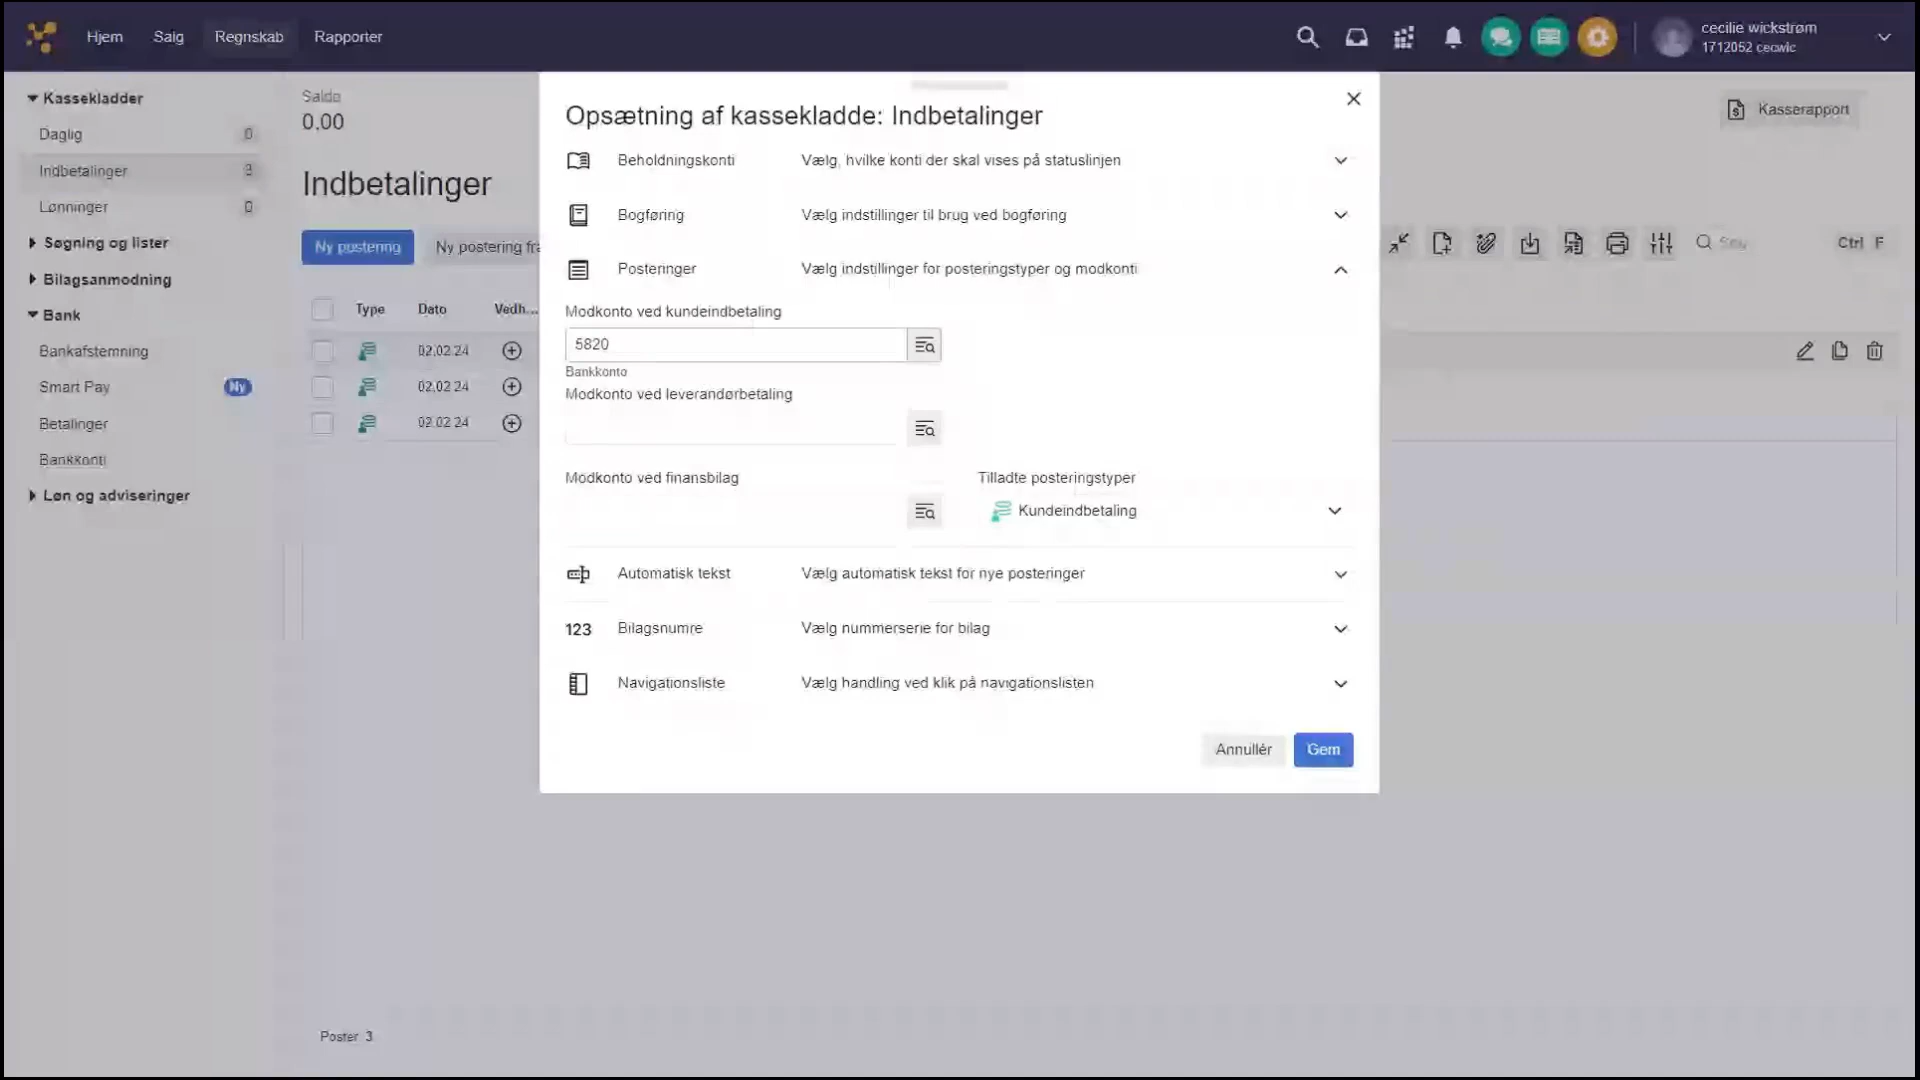 Hjem Salg Regnskab Rapporter
cecilie wickstrøm
1712052 cecwic
Kassekladder
Daglig 0
Indbetalinger 3
Lønninger 0
Søgning og lister
Bilagsanmodning
Bank
Bankafstemning
Smart Pay Ny
Betalinger
Bankkonti
Løn og adviseringer
Saldo
0.00
Kasserapport
Indbetalinger
Ny postering Ny postering fra
Søg Ctrl F
Type Dato Vedh...
02.02 24
02.02 24
02.02 24
Poster 3
Opsætning af kassekladde: Indbetalinger
Beholdningskonti Vælg, hvilke konti der skal vises på statuslinjen
Bogføring Vælg indstillinger til brug ved bogføring
Posteringer Vælg indstillinger for posteringstyper og modkonti
Modkonto ved kundeindbetaling
5820
Bankkonto
Modkonto ved leverandørbetaling
Modkonto ved finansbilag Tilladte posteringstyper
Kundeindbetaling
Automatisk tekst Vælg automatisk tekst for nye posteringer
123 Bilagsnumre Vælg nummerserie for bilag
Navigationsliste Vælg handling ved klik på navigationslisten
Annullér Gem